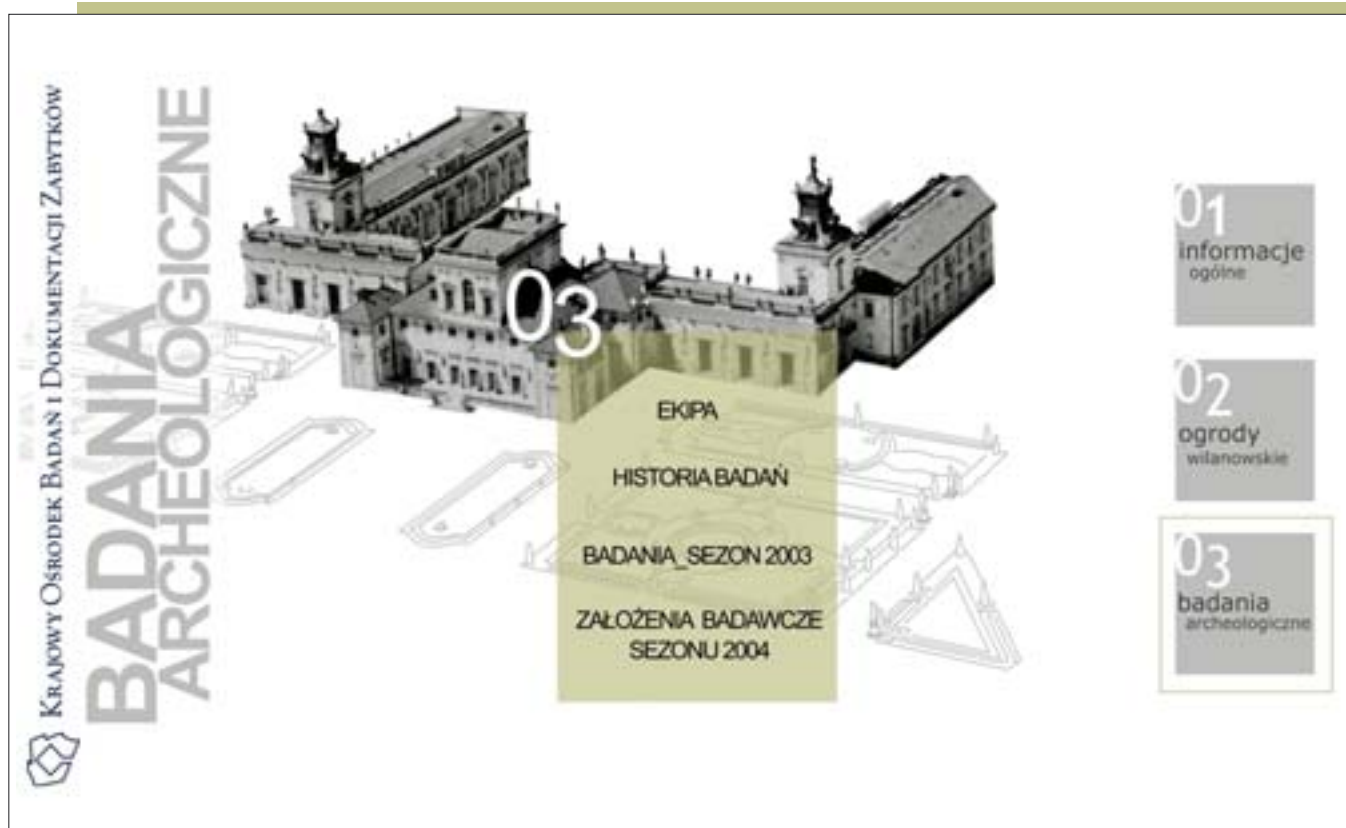 KRAJOWY OŚRODEK BADAŃ I DOKUMENTACJI ZABYTKÓW
BADANIA
ARCHEOLOGICZNE
03
EKIPA
HISTORIA BADAŃ
BADANIA_SEZON 2003
ZAŁOŻENIA BADAWCZE
SEZONU 2004
01
informacje
ogólne
02
ogrody
wilanowskie
03
badania
archeologiczne